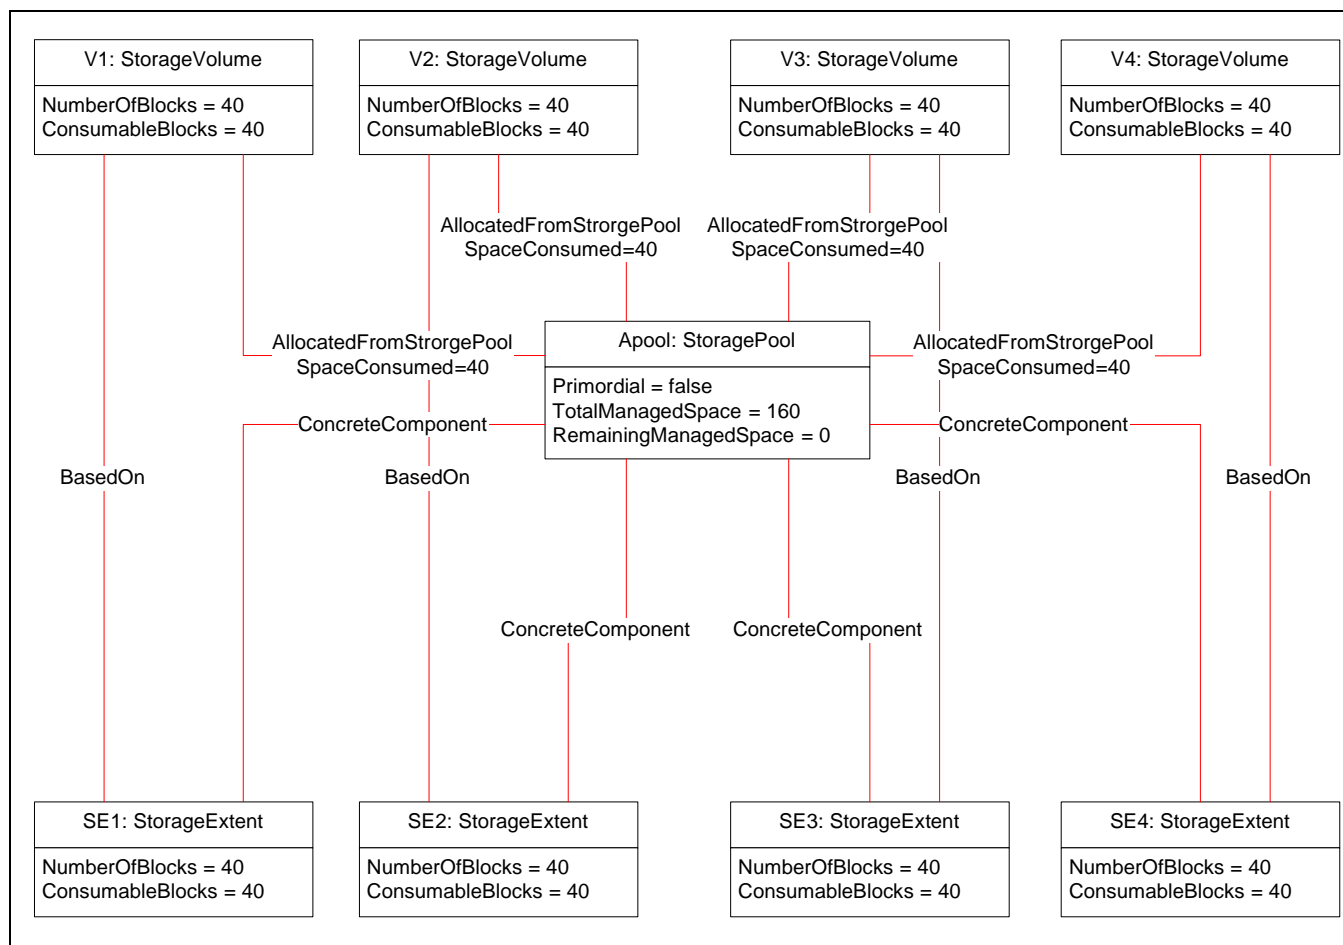 V1: StorageVolume
NumberOfBlocks = 40
ConsumableBlocks = 40
V2: StorageVolume
NumberOfBlocks = 40
ConsumableBlocks = 40
V3: StorageVolume
NumberOfBlocks = 40
ConsumableBlocks = 40
V4: StorageVolume
NumberOfBlocks = 40
ConsumableBlocks = 40
AllocatedFromStrorgePool
SpaceConsumed=40
AllocatedFromStrorgePool
SpaceConsumed=40
AllocatedFromStrorgePool
SpaceConsumed=40
Apool: StoragePool
Primordial = false
TotalManagedSpace = 160
RemainingManagedSpace = 0
AllocatedFromStrorgePool
SpaceConsumed=40
ConcreteComponent
ConcreteComponent
BasedOn
BasedOn
BasedOn
BasedOn
ConcreteComponent
ConcreteComponent
SE1: StorageExtent
NumberOfBlocks = 40
ConsumableBlocks = 40
SE2: StorageExtent
NumberOfBlocks = 40
ConsumableBlocks = 40
SE3: StorageExtent
NumberOfBlocks = 40
ConsumableBlocks = 40
SE4: StorageExtent
NumberOfBlocks = 40
ConsumableBlocks = 40